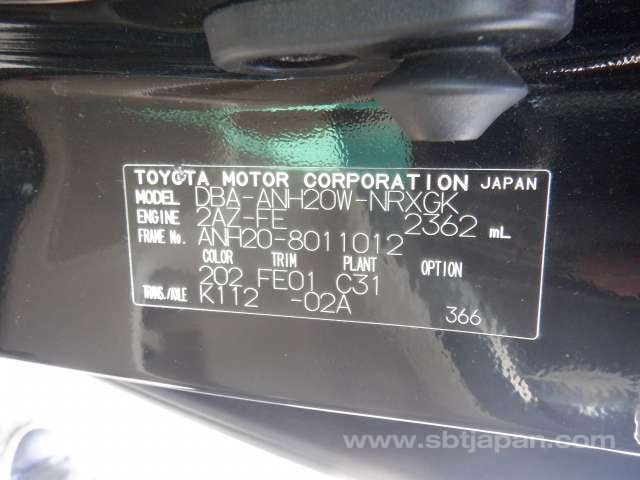 TOYOTA MOTOR CORPORATION JAPAN
MODEL DBA-ANH20W-NRXGK
ENGINE 2AZ-FE 2362 mL
FRAME No. ANH20-8011012
COLOR TRIM PLANT OPTION
202 FE01 C31
TRANS./AXLE K112 -02A 366
www.sbtjapan.com